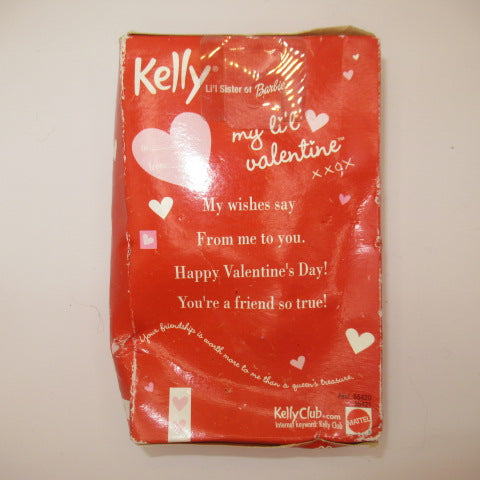 Kelly®
Li'l Sister of Barbie
my li'l
valentine™
xxox
My wishes say
From me to you.
Happy Valentine's Day!
You're a friend so true!
Your friendship is worth more to me than a queen's treasure.
KellyClub.com
Internet keyword: Kelly Club
MATTEL